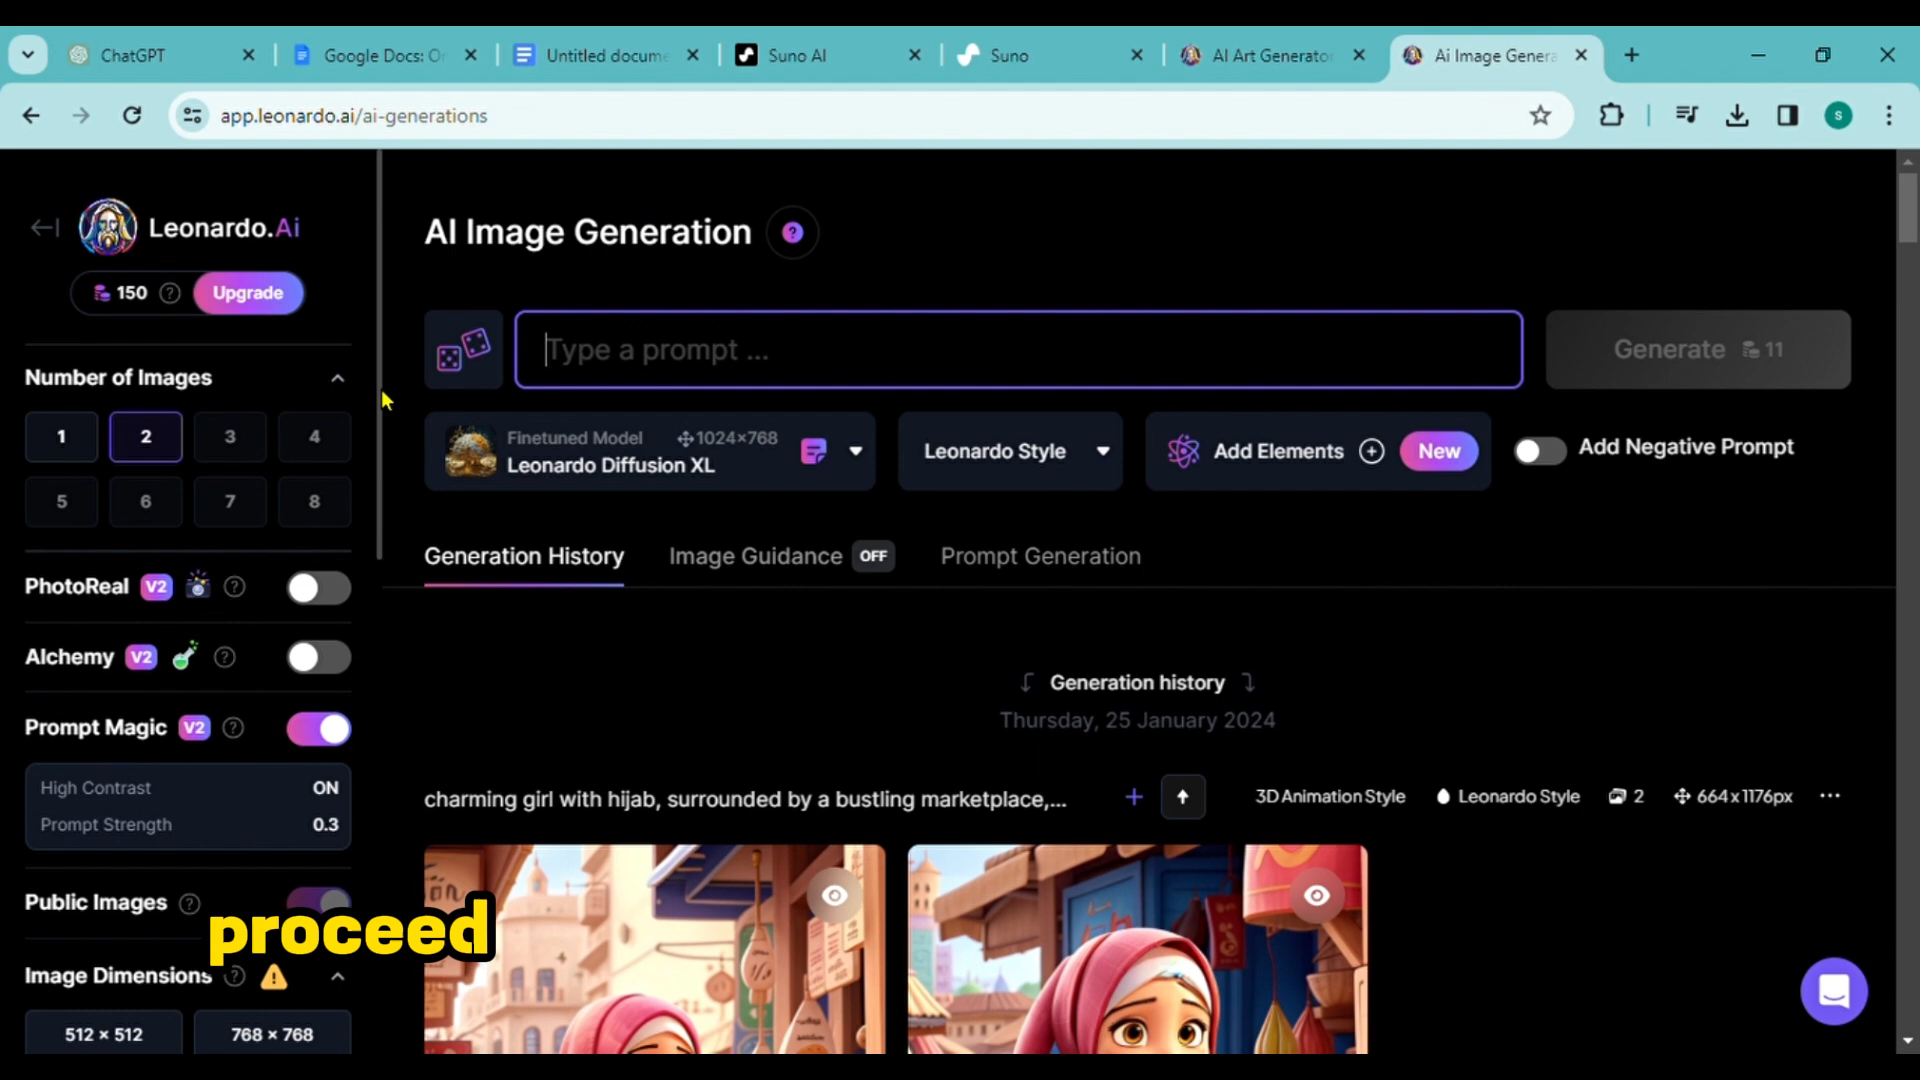 ChatGPT
Google Docs: O
Untitled docume
Suno AI
Suno
AI Art Generator
Ai Image Genera
app.leonardo.ai/ai-generations
S
Leonardo.Ai
150
Upgrade
Number of Images
1 2 3 4
5 6 7 8
PhotoReal V2
Alchemy V2
Prompt Magic V2
High Contrast ON
Prompt Strength 0.3
Public Images
proceed
Image Dimensions
512 × 512 768 × 768
AI Image Generation
Type a prompt ...
Generate 11
Finetuned Model 1024×768
Leonardo Diffusion XL
Leonardo Style
Add Elements New
Add Negative Prompt
Generation History Image Guidance OFF Prompt Generation
Generation history
Thursday, 25 January 2024
charming girl with hijab, surrounded by a bustling marketplace,...
3D Animation Style Leonardo Style 2 664x1176px